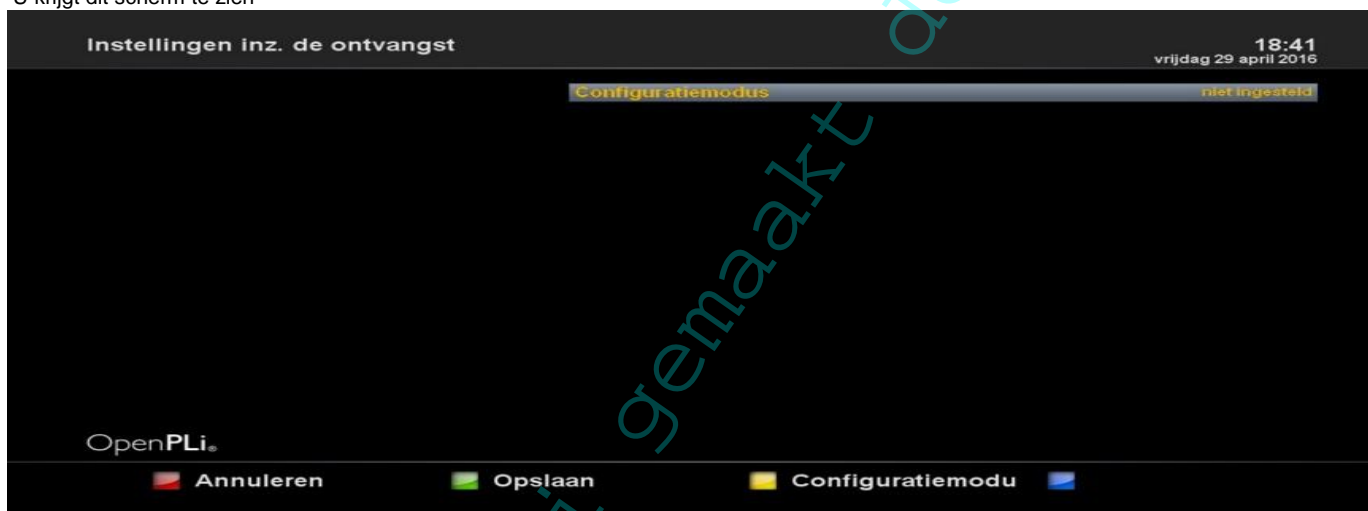 U krijgt dit scherm te zien
Instellingen inz. de ontvangst
18:41
vrijdag 29 april 2016
Configuratiemodus niet ingesteld
gemaakt
OpenPLi®
Annuleren Opslaan Configuratiemodu